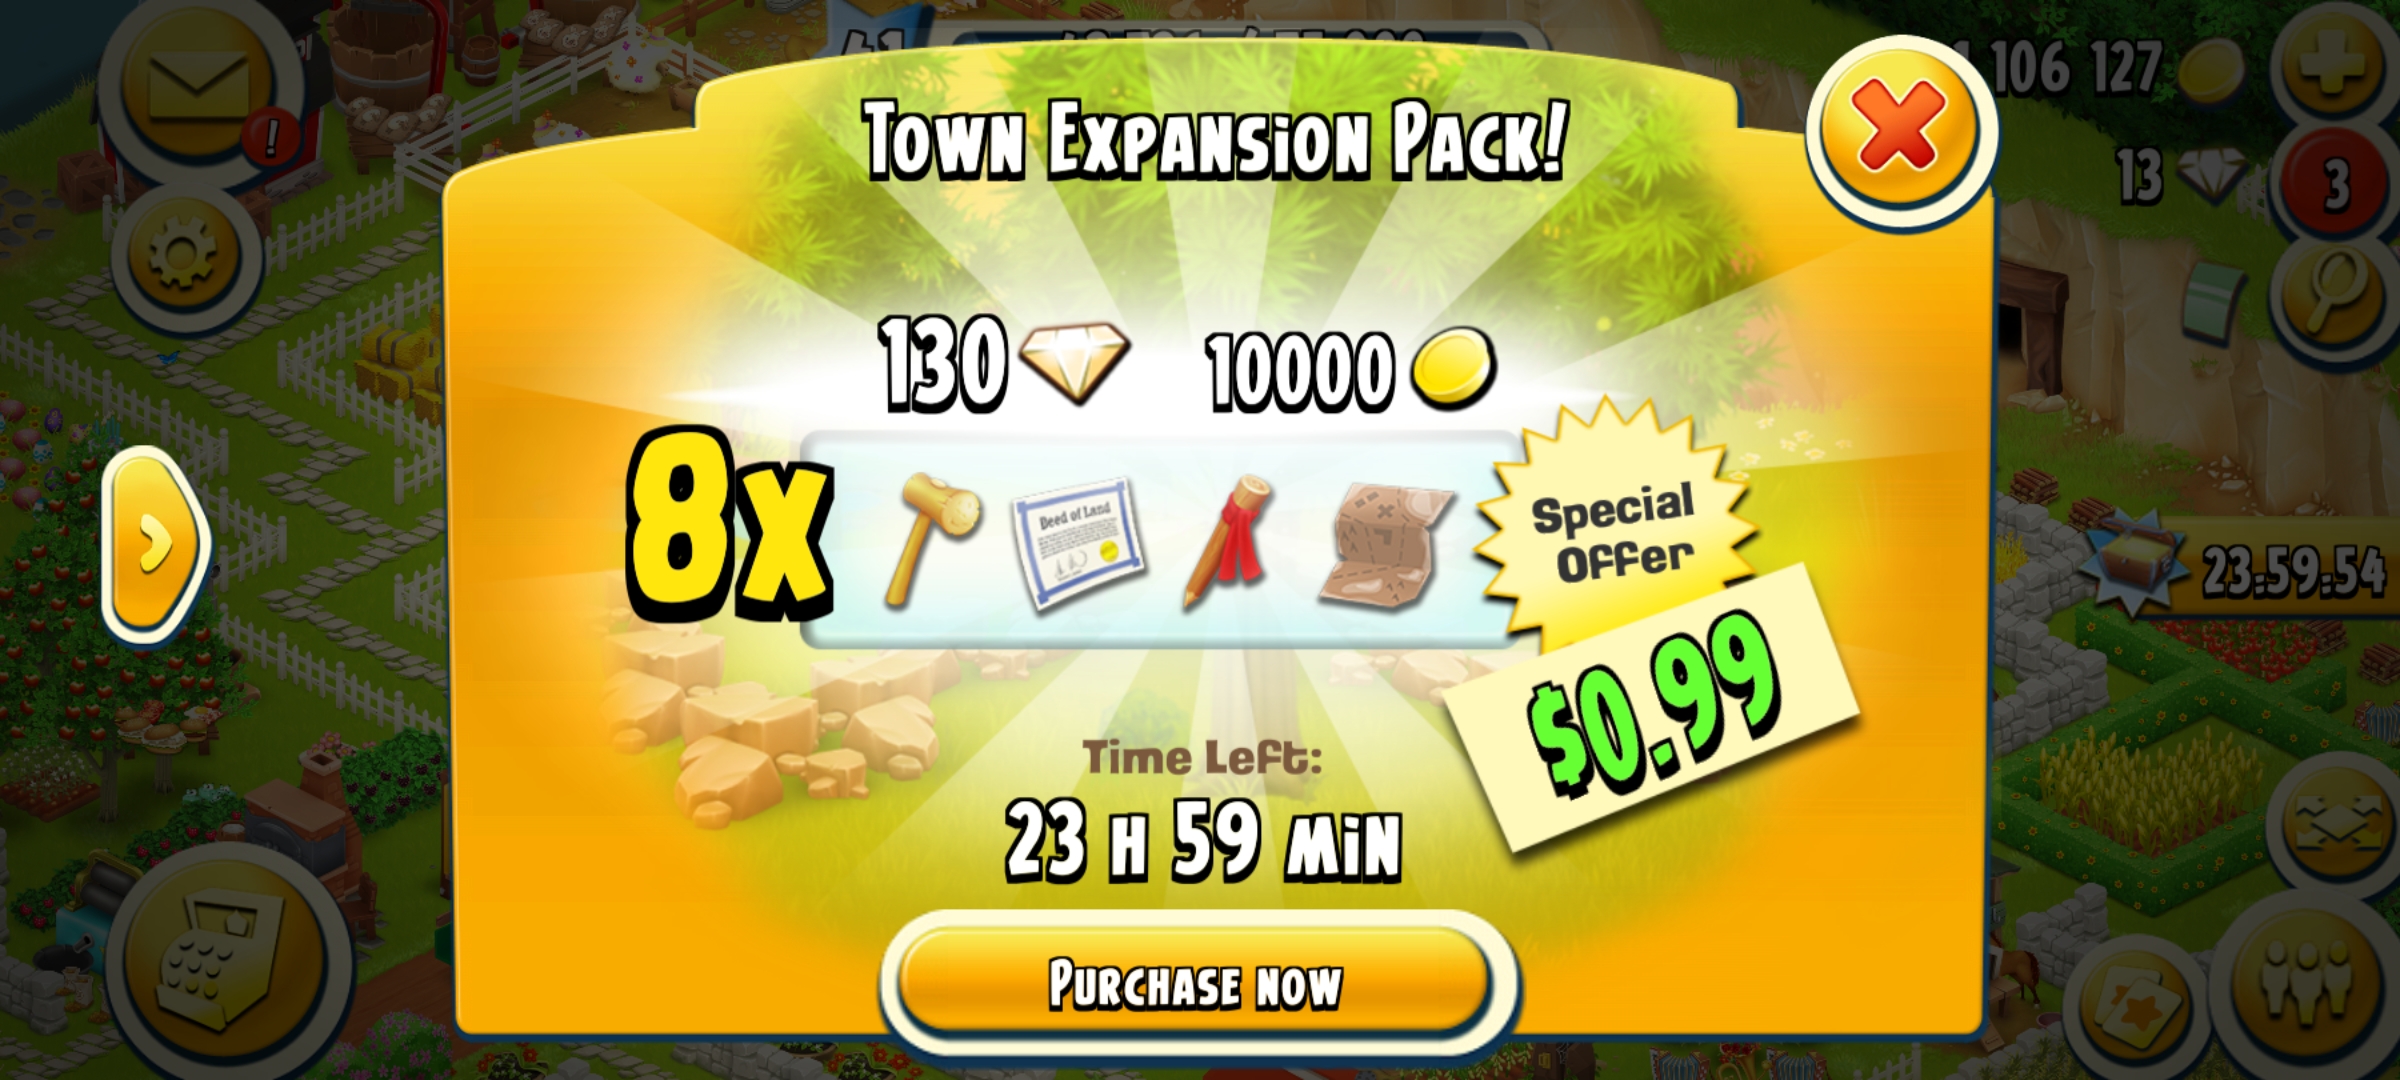 Town Expansion Pack!
106 127
13
3
!
130
10000
8x
Deed of Land
Special
Offer
23:59:54
$0.99
Time Left:
23 H 59 min
Purchase now